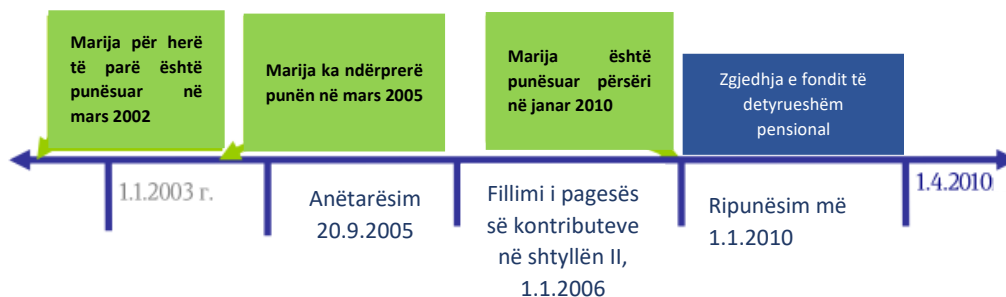 Marija për herë
të parë është
punësuar në
mars 2002
Marija ka ndërprerë
punën në mars 2005
Marija është
punësuar përsëri
në janar 2010
Zgjedhja e fondit të
detyrueshëm
pensional
1.1.2003 г.
Anëtarësim
20.9.2005
Fillimi i pagesës
së kontributeve
në shtyllën II,
1.1.2006
Ripunësim më
1.1.2010
1.4.2010